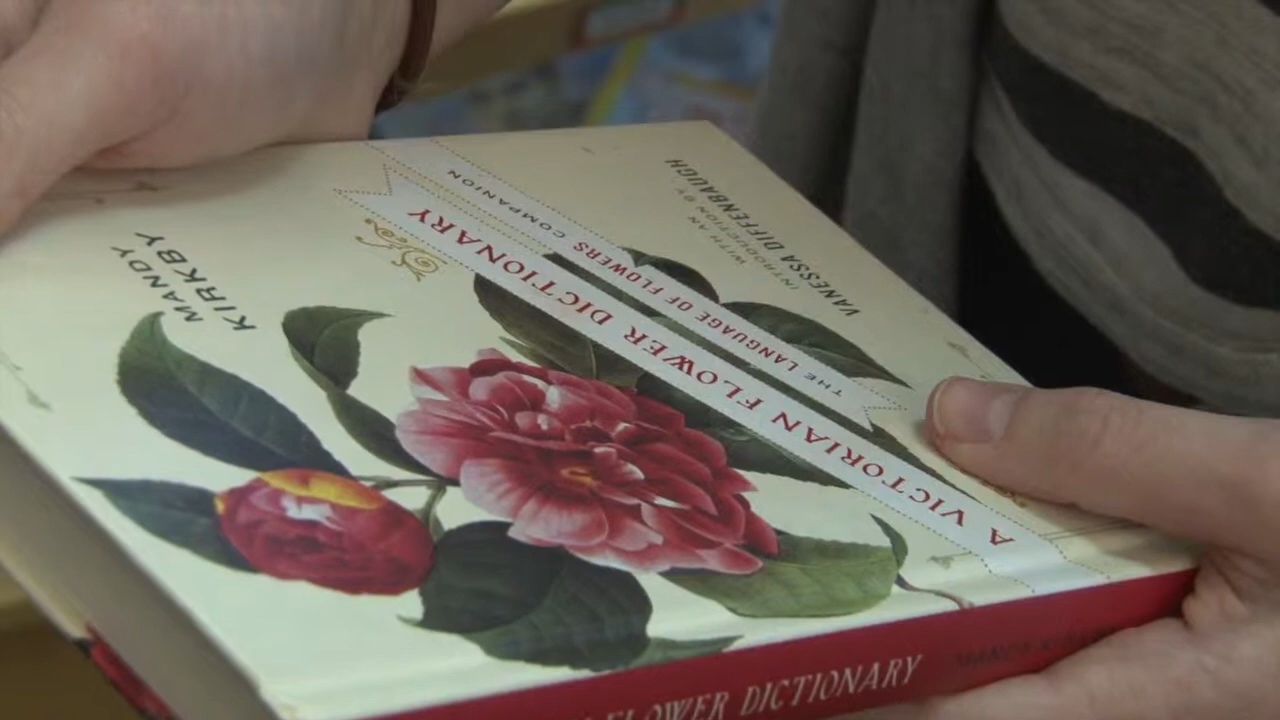 VANESSA DIFFENBAUGH
INTRODUCTION BY
WITH AN
THE LANGUAGE OF FLOWERS COMPANION
A VICTORIAN FLOWER DICTIONARY
MANDY
KIRKBY
FLOWER DICTIONARY